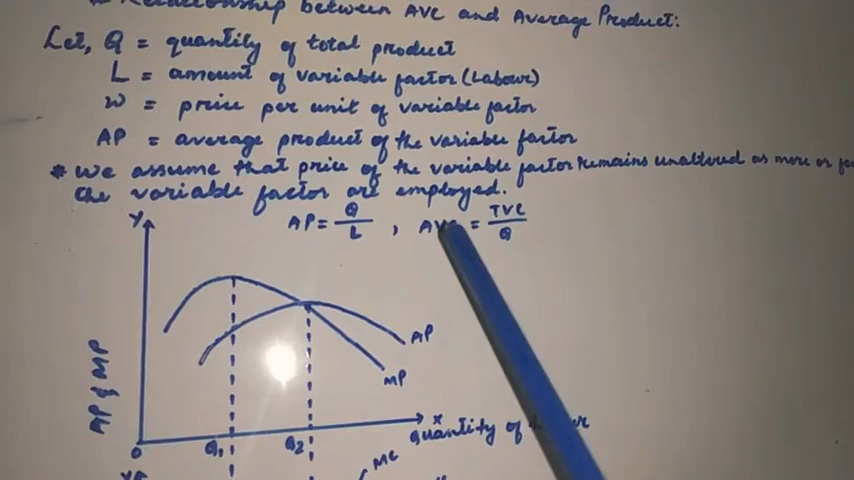 Relationship between AVC and Average Product:
Let, Q = quantity of total product
L = amount of variable factor (Labour)
w = price per unit of variable factor
AP = average product of the variable factor
* We assume that price of the variable factor remains unaltered as more or
the variable factor are employed.
AP = Q/L , AVC = TVC/Q
Y
AP & MP
AP
MP
X
O Q1 Q2 quantity of
MC